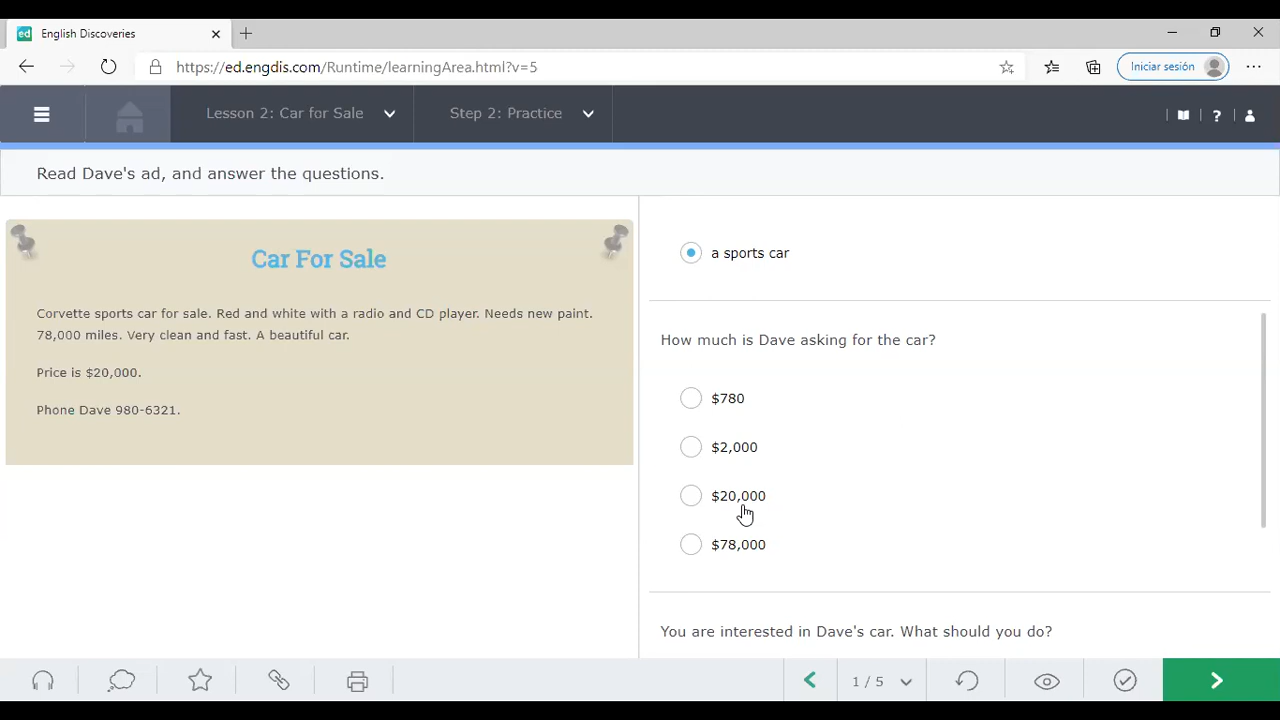 ed English Discoveries
https://ed.engdis.com/Runtime/learningArea.html?v=5
Iniciar sesión
Lesson 2: Car for Sale
Step 2: Practice
?
Read Dave's ad, and answer the questions.
Car For Sale
Corvette sports car for sale. Red and white with a radio and CD player. Needs new paint.
78,000 miles. Very clean and fast. A beautiful car.
Price is $20,000.
Phone Dave 980-6321.
a sports car
How much is Dave asking for the car?
$780
$2,000
$20,000
$78,000
You are interested in Dave's car. What should you do?
1 / 5